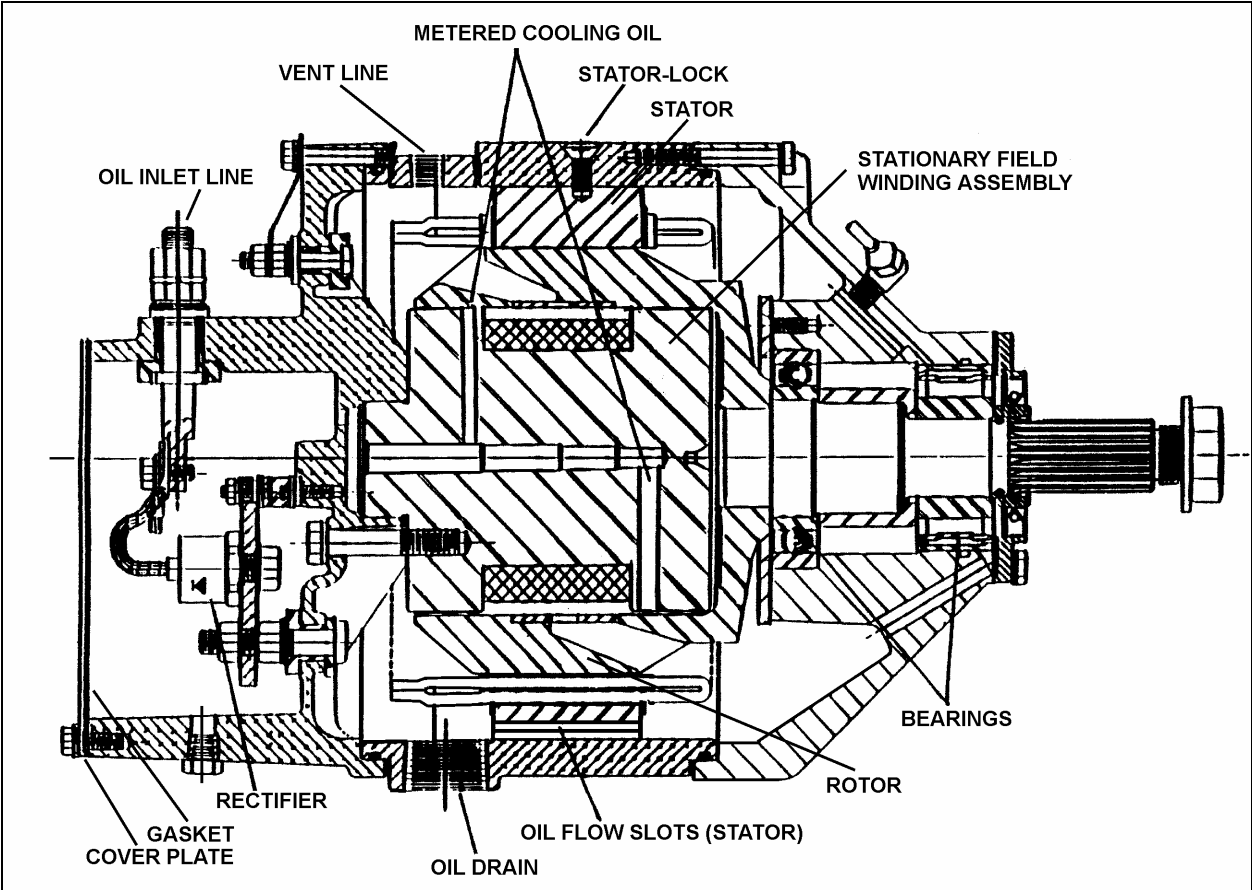 METERED COOLING OIL
VENT LINE
STATOR-LOCK
STATOR
OIL INLET LINE
STATIONARY FIELD
WINDING ASSEMBLY
BEARINGS
ROTOR
RECTIFIER
OIL FLOW SLOTS (STATOR)
GASKET
COVER PLATE
OIL DRAIN